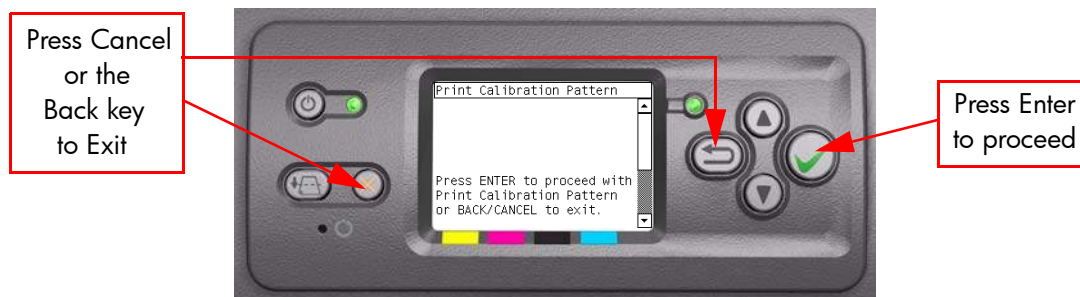 Press Cancel
or the
Back key
to Exit
Print Calibration Pattern
Press ENTER to proceed with
Print Calibration Pattern
or BACK/CANCEL to exit.
Press Enter
to proceed